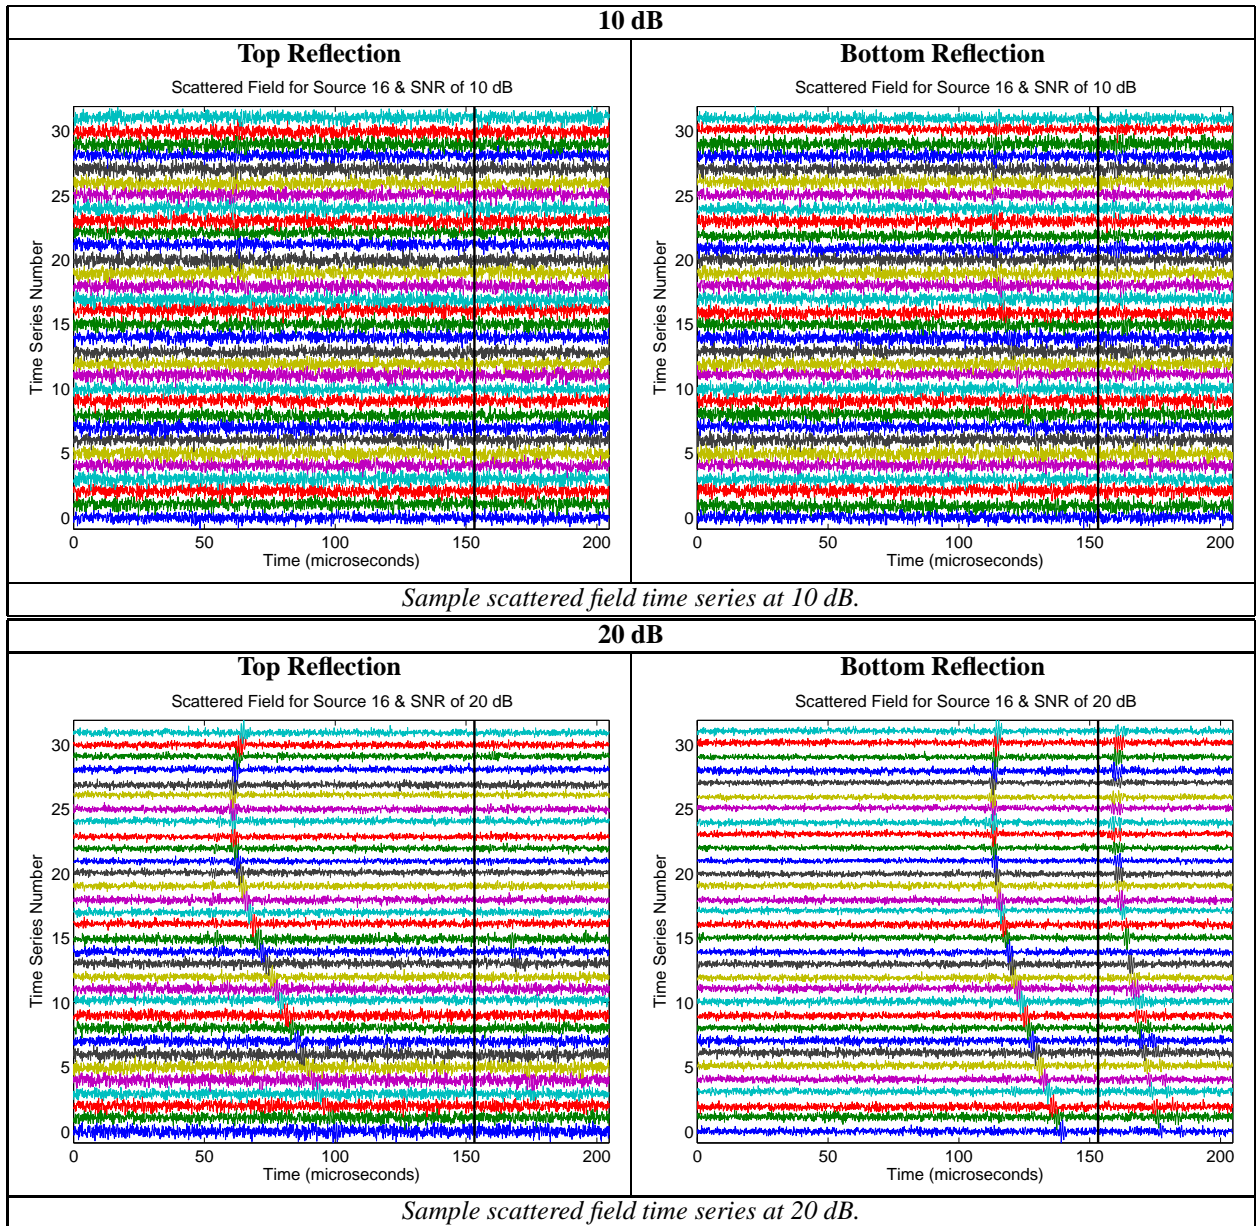 10 dB
Top Reflection
Bottom Reflection
Scattered Field for Source 16 & SNR of 10 dB
Scattered Field for Source 16 & SNR of 10 dB
30
25
20
15
10
5
0
Time Series Number
0 50 100 150 200
Time (microseconds)
30
25
20
15
10
5
0
Time Series Number
0 50 100 150 200
Time (microseconds)
Sample scattered field time series at 10 dB.
20 dB
Top Reflection
Bottom Reflection
Scattered Field for Source 16 & SNR of 20 dB
Scattered Field for Source 16 & SNR of 20 dB
30
25
20
15
10
5
0
Time Series Number
0 50 100 150 200
Time (microseconds)
30
25
20
15
10
5
0
Time Series Number
0 50 100 150 200
Time (microseconds)
Sample scattered field time series at 20 dB.